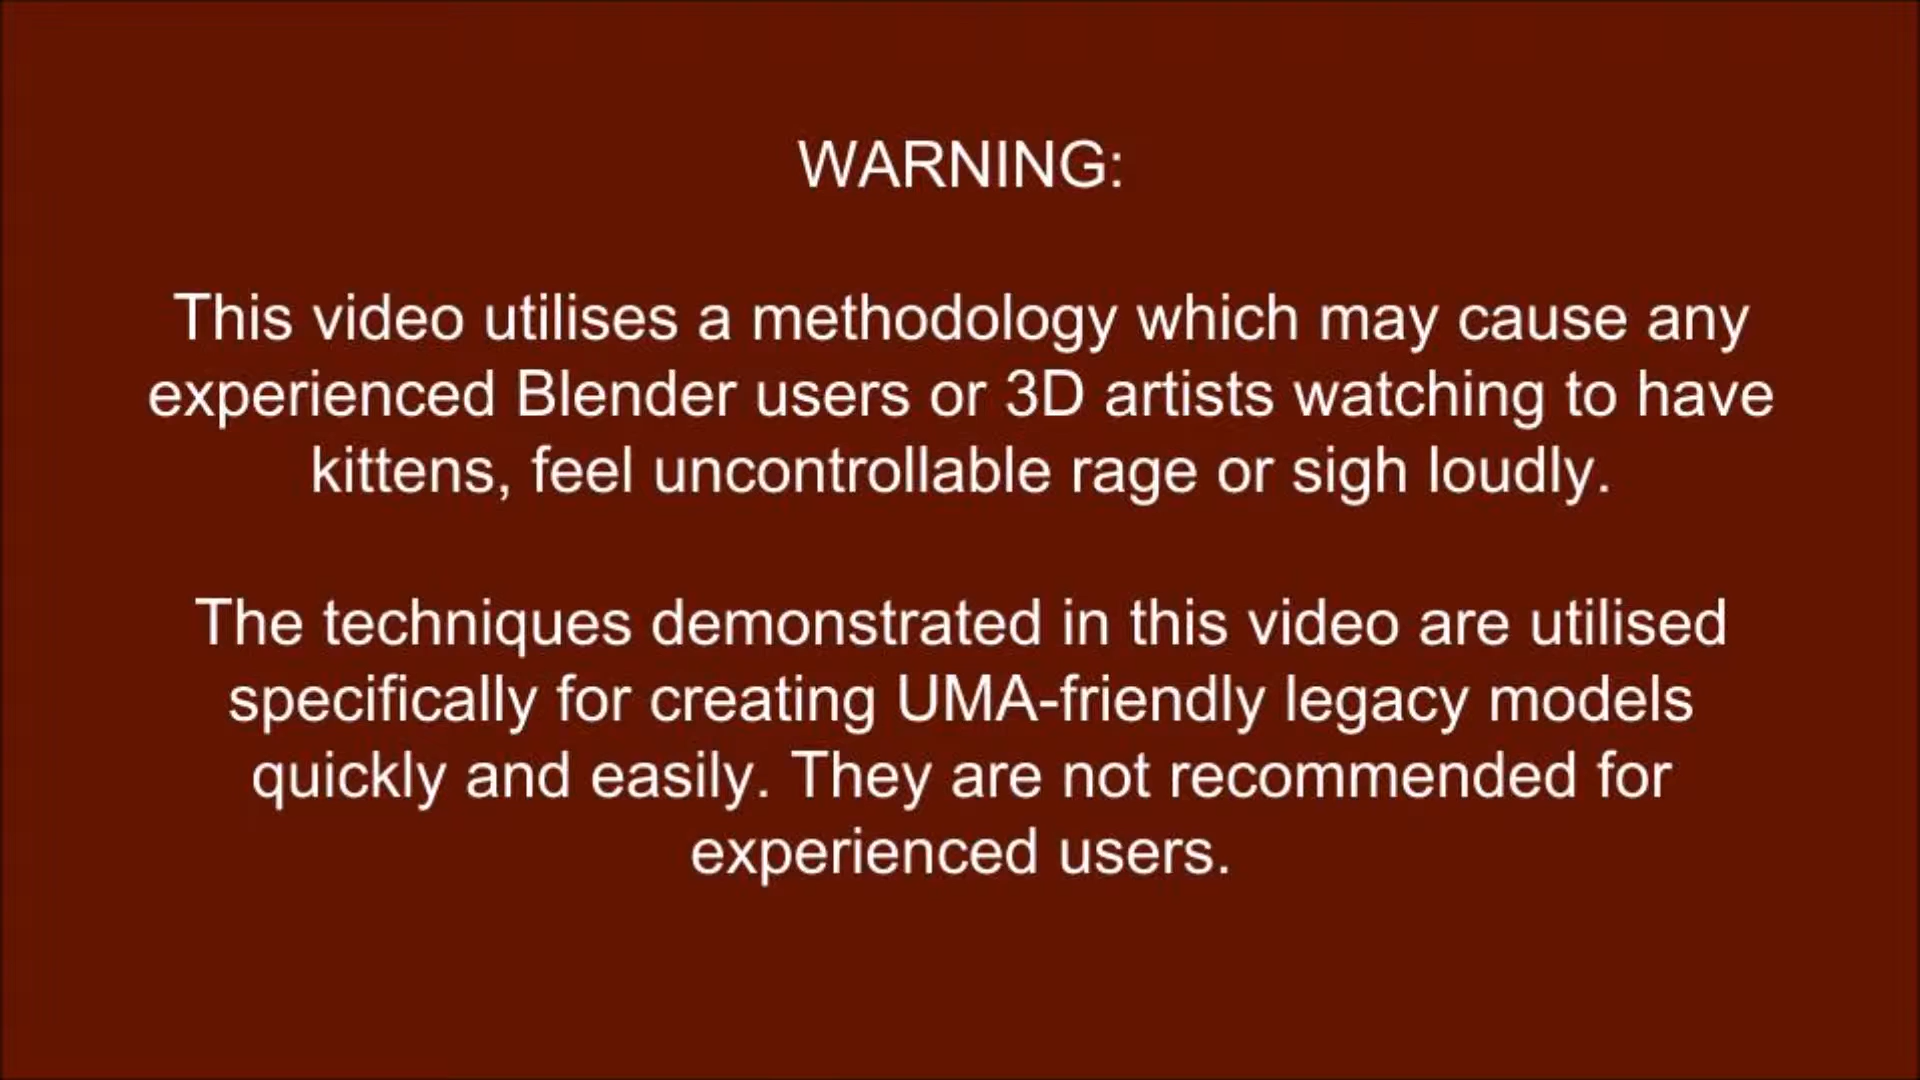 WARNING:
This video utilises a methodology which may cause any
experienced Blender users or 3D artists watching to have
kittens, feel uncontrollable rage or sigh loudly.
The techniques demonstrated in this video are utilised
specifically for creating UMA-friendly legacy models
quickly and easily. They are not recommended for
experienced users.